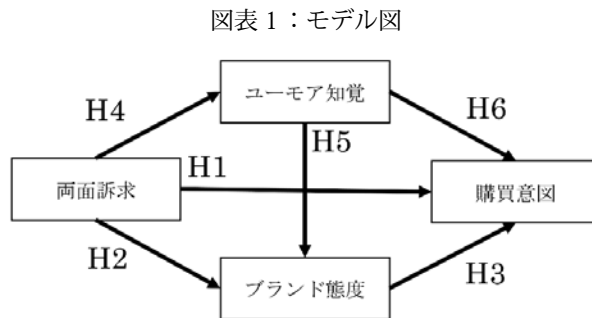 図表 1：モデル図
ユーモア知覚
H4
H6
H5
H1
両面訴求
購買意図
H2
H3
ブランド態度